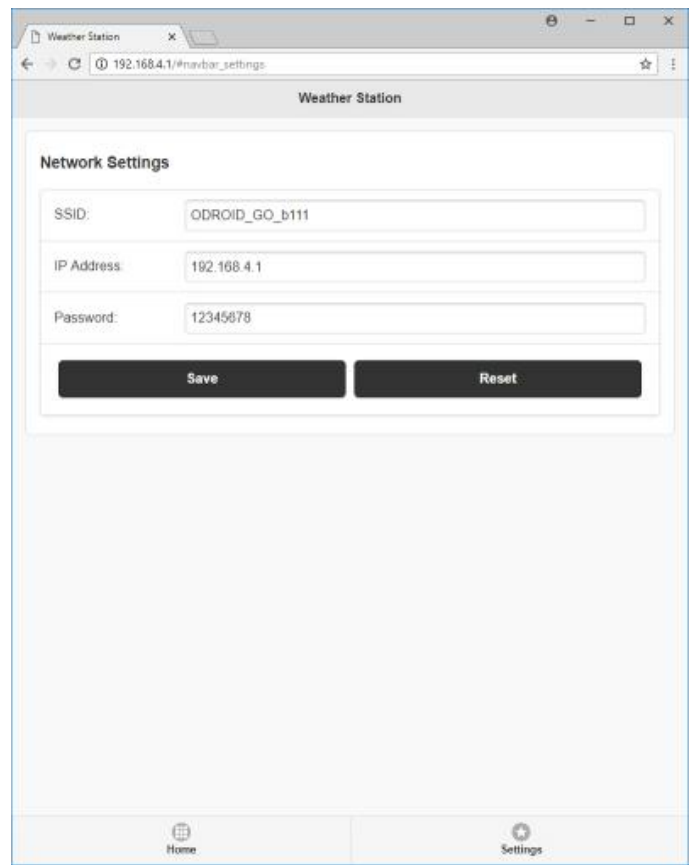 Weather Station
192.168.4.1/#navbar_settings
Weather Station
Network Settings
SSID: ODROID_GO_b111
IP Address: 192.168.4.1
Password: 12345678
Save Reset
Home Settings